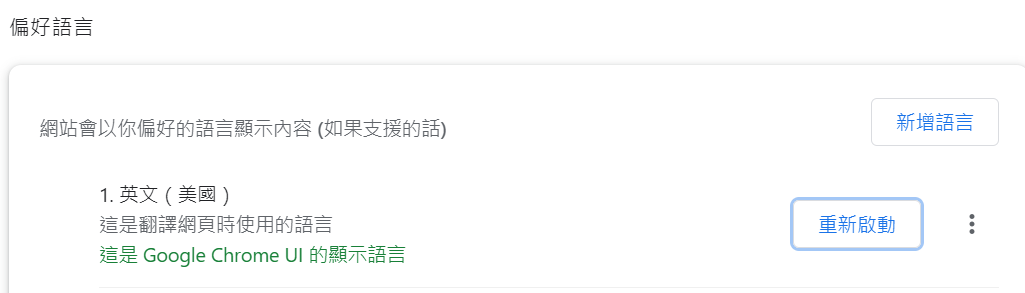 偏好語言
網站會以你偏好的語言顯示內容 (如果支援的話)
新增語言
1. 英文（美國）
這是翻譯網頁時使用的語言
這是 Google Chrome UI 的顯示語言
重新啟動